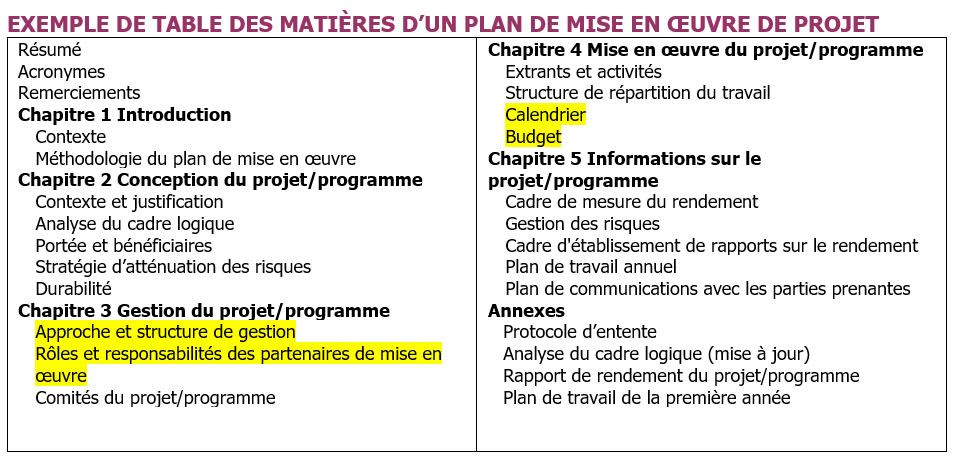 EXEMPLE DE TABLE DES MATIÈRES D’UN PLAN DE MISE EN ŒUVRE DE PROJET
Résumé
Acronymes
Remerciements
Chapitre 1 Introduction
Contexte
Méthodologie du plan de mise en œuvre
Chapitre 2 Conception du projet/programme
Contexte et justification
Analyse du cadre logique
Portée et bénéficiaires
Stratégie d’atténuation des risques
Durabilité
Chapitre 3 Gestion du projet/programme
Approche et structure de gestion
Rôles et responsabilités des partenaires de mise en
œuvre
Comités du projet/programme
Chapitre 4 Mise en œuvre du projet/programme
Extrants et activités
Structure de répartition du travail
Calendrier
Budget
Chapitre 5 Informations sur le
projet/programme
Cadre de mesure du rendement
Gestion des risques
Cadre d'établissement de rapports sur le rendement
Plan de travail annuel
Plan de communications avec les parties prenantes
Annexes
Protocole d’entente
Analyse du cadre logique (mise à jour)
Rapport de rendement du projet/programme
Plan de travail de la première année